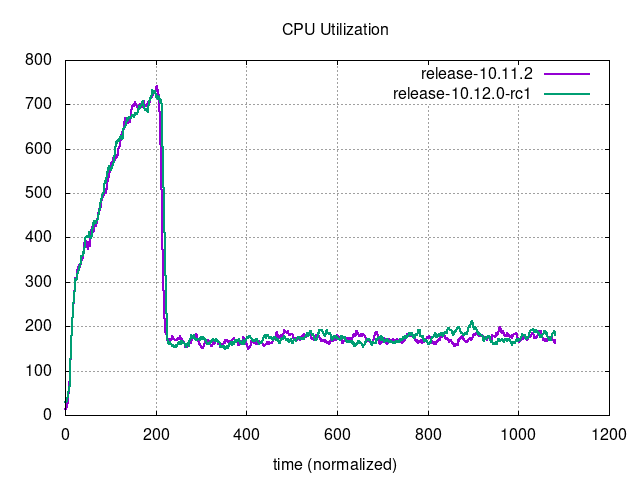 CPU Utilization
800
700
600
500
400
300
200
100
0
release-10.11.2
release-10.12.0-rc1
0 200 400 600 800 1000 1200
time (normalized)